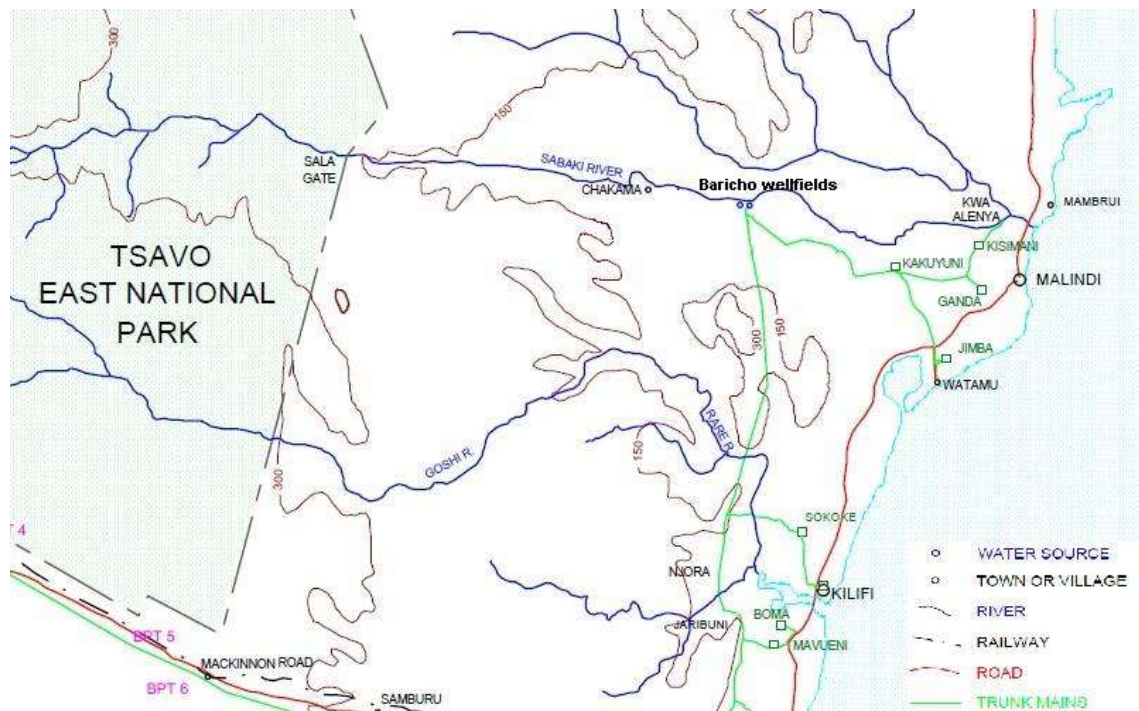 300
150
SALA
GATE
SABAKI RIVER
CHAKAMA
Baricho wellfields
KWA
ALENYA
MAMBRUI
KISIMANI
KAKUYUNI
TSAVO
EAST NATIONAL
PARK
GANDA
MALINDI
300
150
JIMBA
WATAMU
RARE R.
150
GOSHI R.
300
SOKOKE
T 4
NJORA
KILIFI
BOMA
JARIBUNI
MAVUENI
BPT 5
MACKINNON ROAD
BPT 6
SAMBURU
WATER SOURCE
TOWN OR VILLAGE
RIVER
RAILWAY
ROAD
TRUNK MAINS